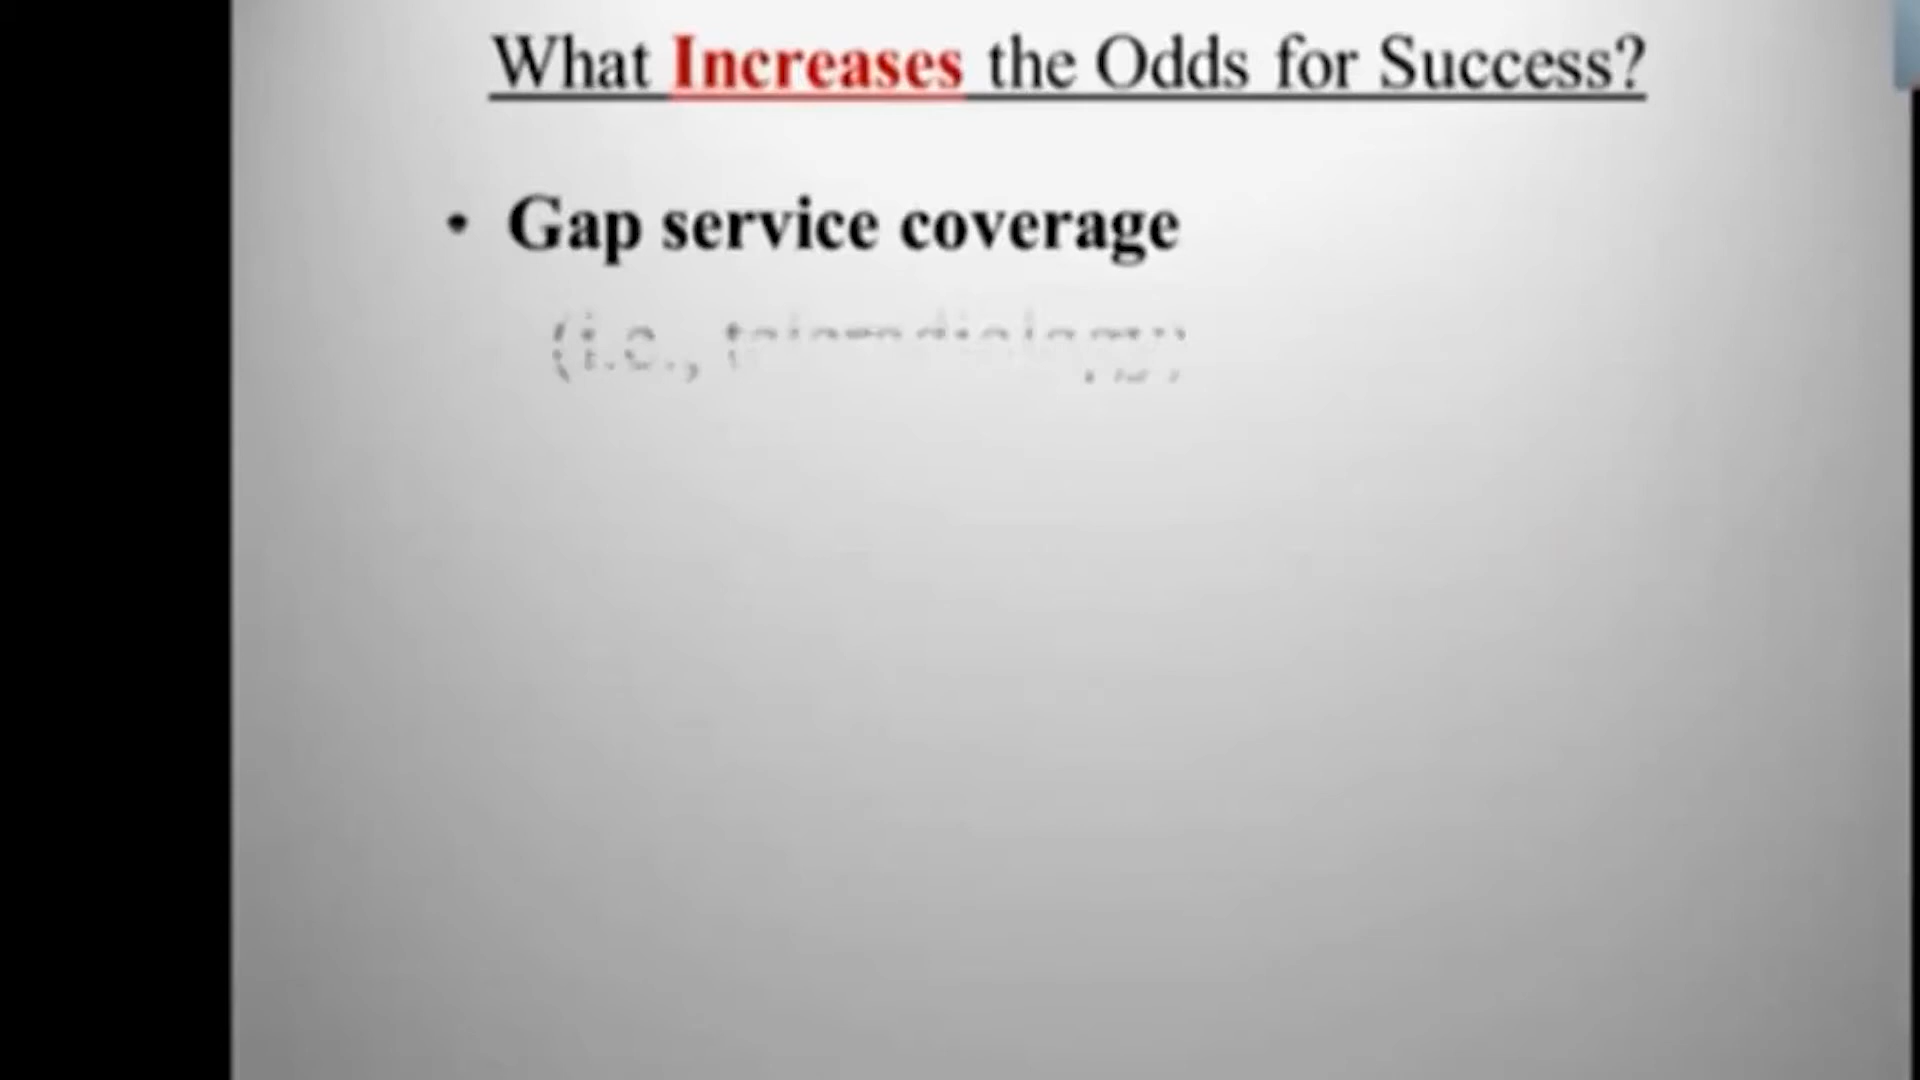 What Increases the Odds for Success?
• Gap service coverage
(i.e.,